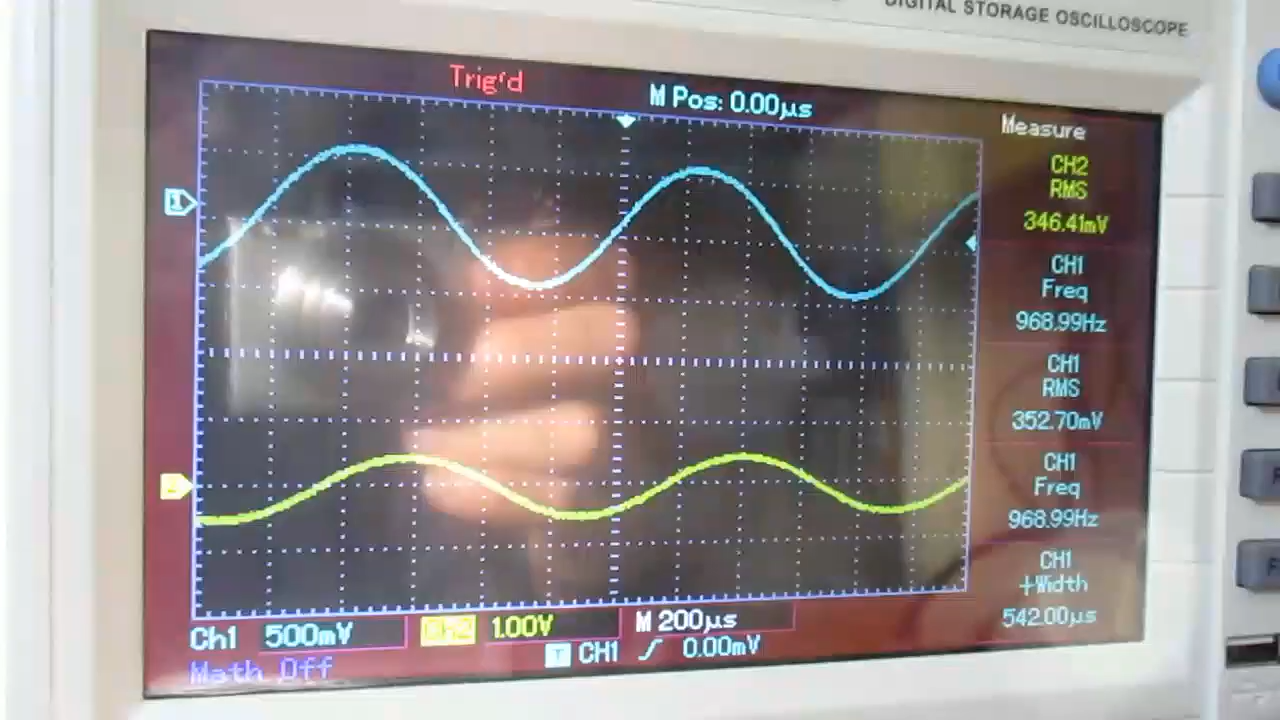 DIGITAL STORAGE OSCILLOSCOPE
Trig'd
M Pos: 0.00µs
Measure
CH2
RMS
346.41mV
CH1
Freq
968.99Hz
CH1
RMS
352.70mV
CH1
Freq
968.99Hz
CH1
+Width
542.00µs
1
Ch1 500mV
CH2 1.00V
M 200µs
Math Off
T CH1
0.00mV